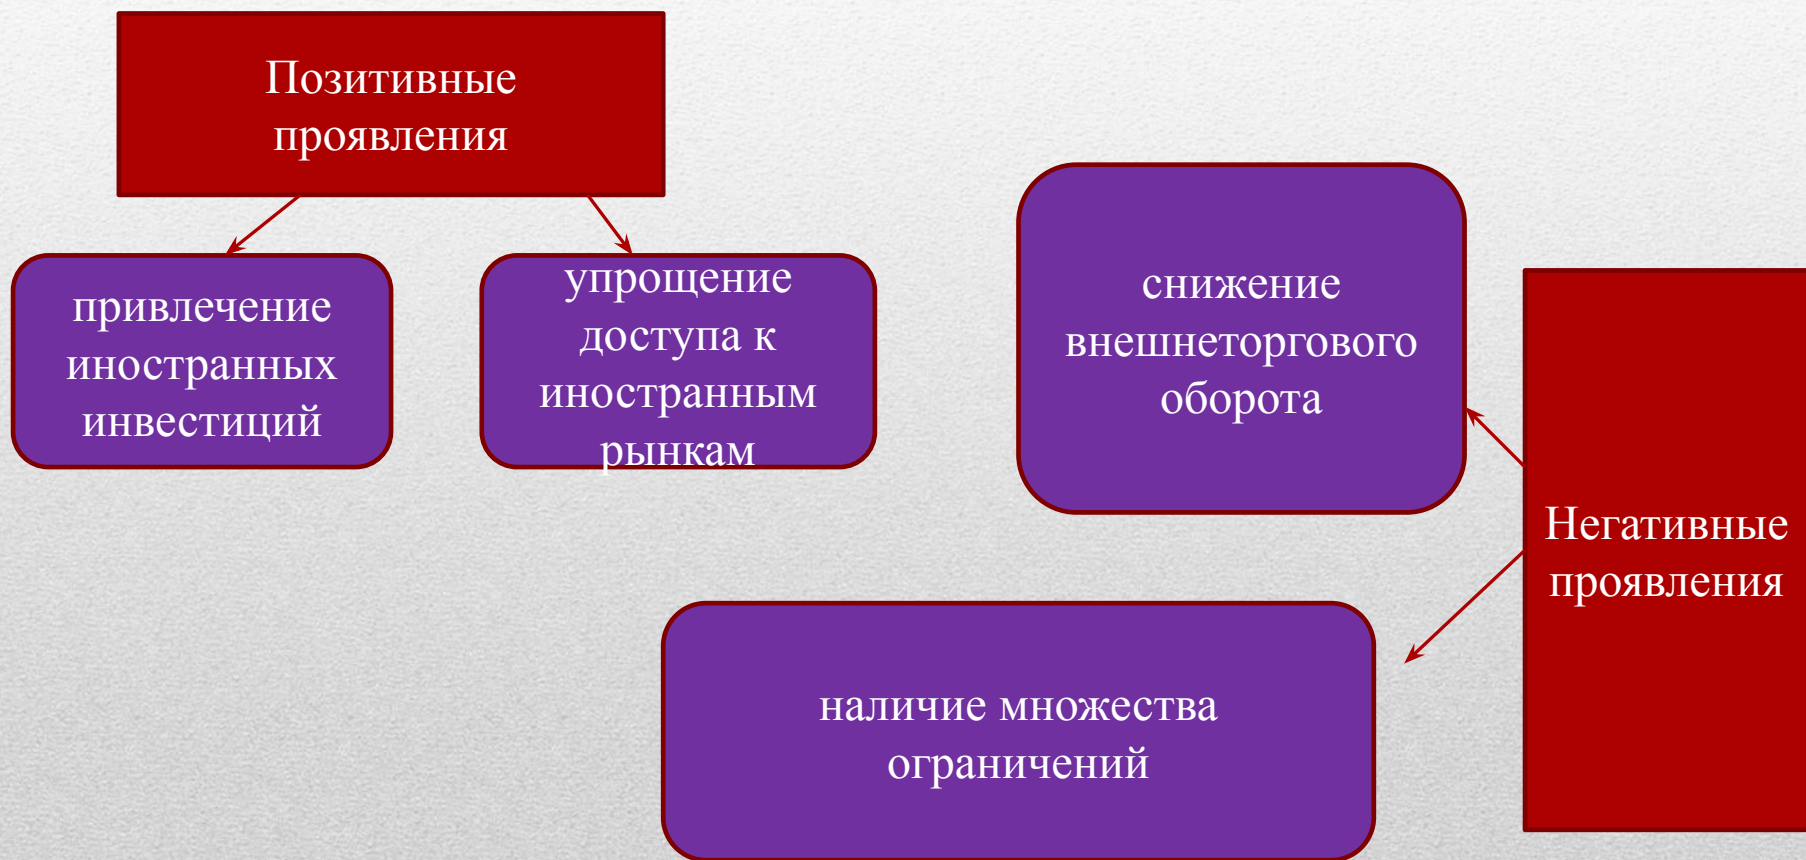 Позитивные
проявления
привлечение
иностранных
инвестиций
упрощение
доступа к
иностранным
рынкам
снижение
внешнеторгового
оборота
Негативные
проявления
наличие множества
ограничений